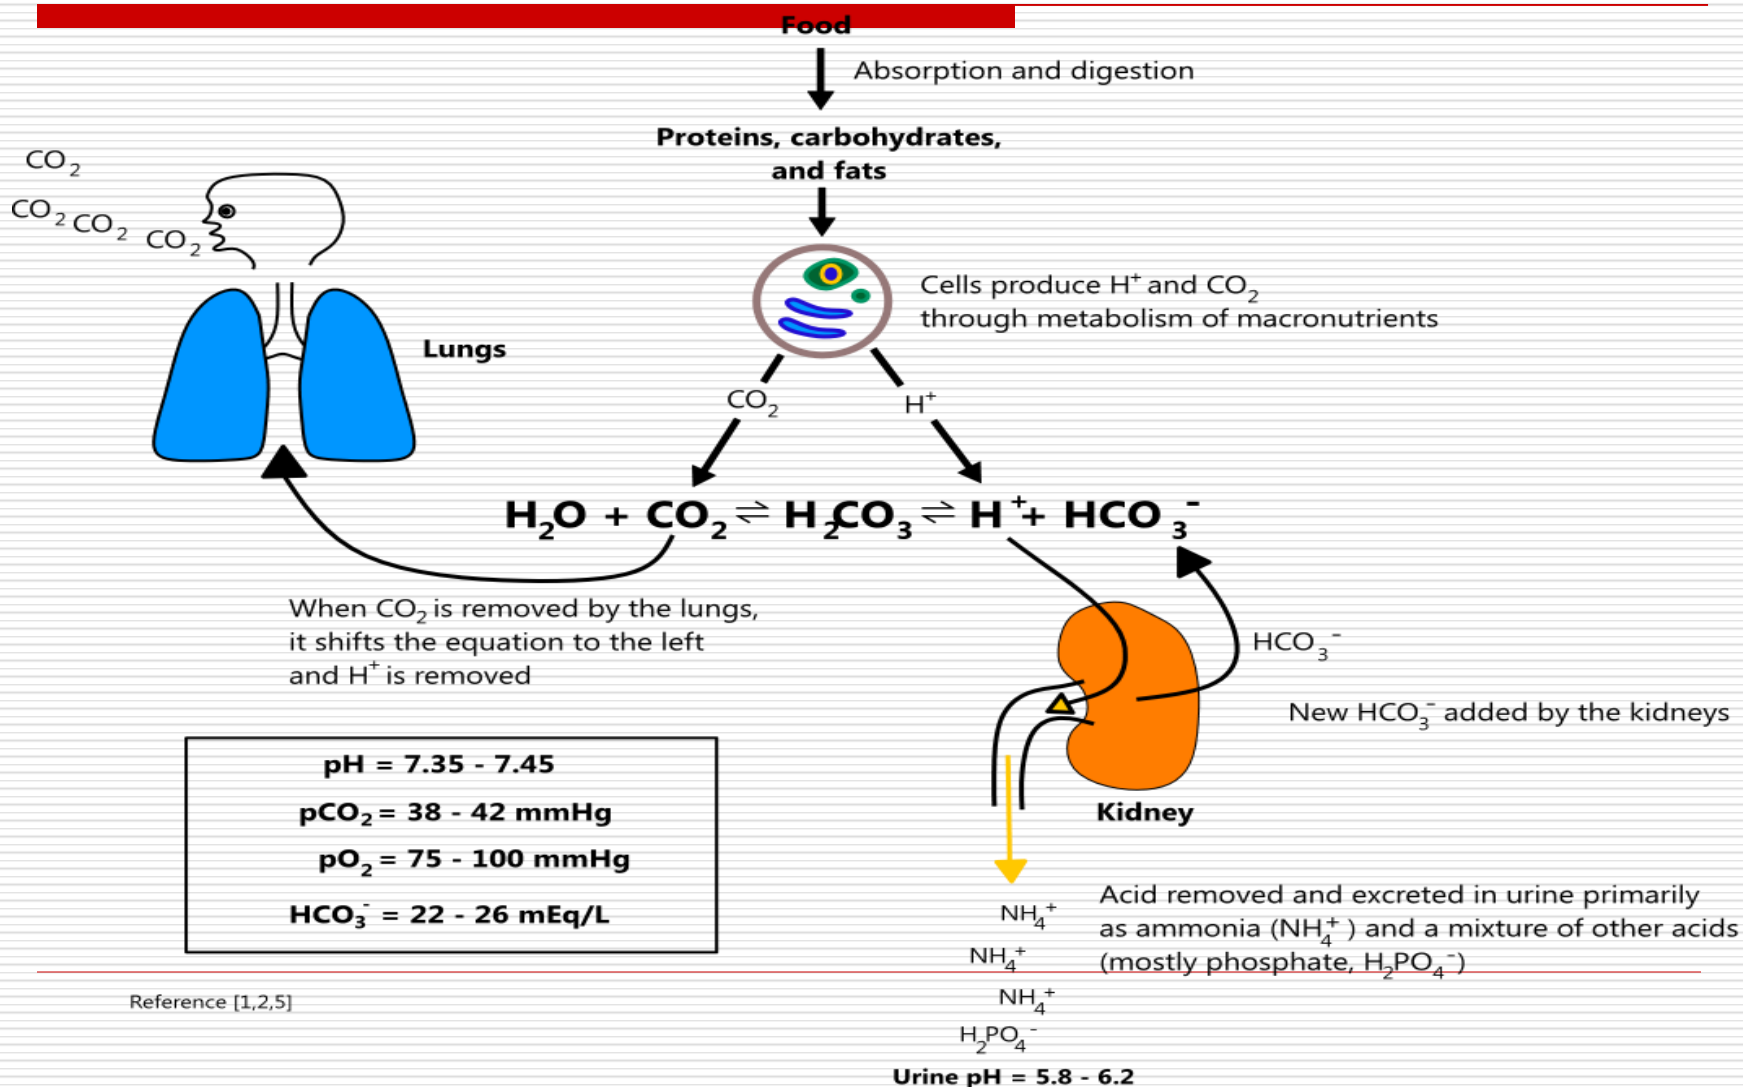 Food
Absorption and digestion
Proteins, carbohydrates,
and fats
CO₂
CO₂ CO₂
CO₂
Cells produce H⁺ and CO₂
through metabolism of macronutrients
Lungs
CO₂
H⁺
H₂O + CO₂ ⇌ H₂CO₃ ⇌ H⁺ + HCO₃⁻
When CO₂ is removed by the lungs,
it shifts the equation to the left
and H⁺ is removed
HCO₃⁻
New HCO₃⁻ added by the kidneys
pH = 7.35 - 7.45
pCO₂ = 38 - 42 mmHg
pO₂ = 75 - 100 mmHg
HCO₃⁻ = 22 - 26 mEq/L
Kidney
Acid removed and excreted in urine primarily
as ammonia (NH₄⁺ ) and a mixture of other acids
(mostly phosphate, H₂PO₄⁻)
NH₄⁺
NH₄⁺
NH₄⁺
H₂PO₄⁻
Urine pH = 5.8 - 6.2
Reference [1,2,5]